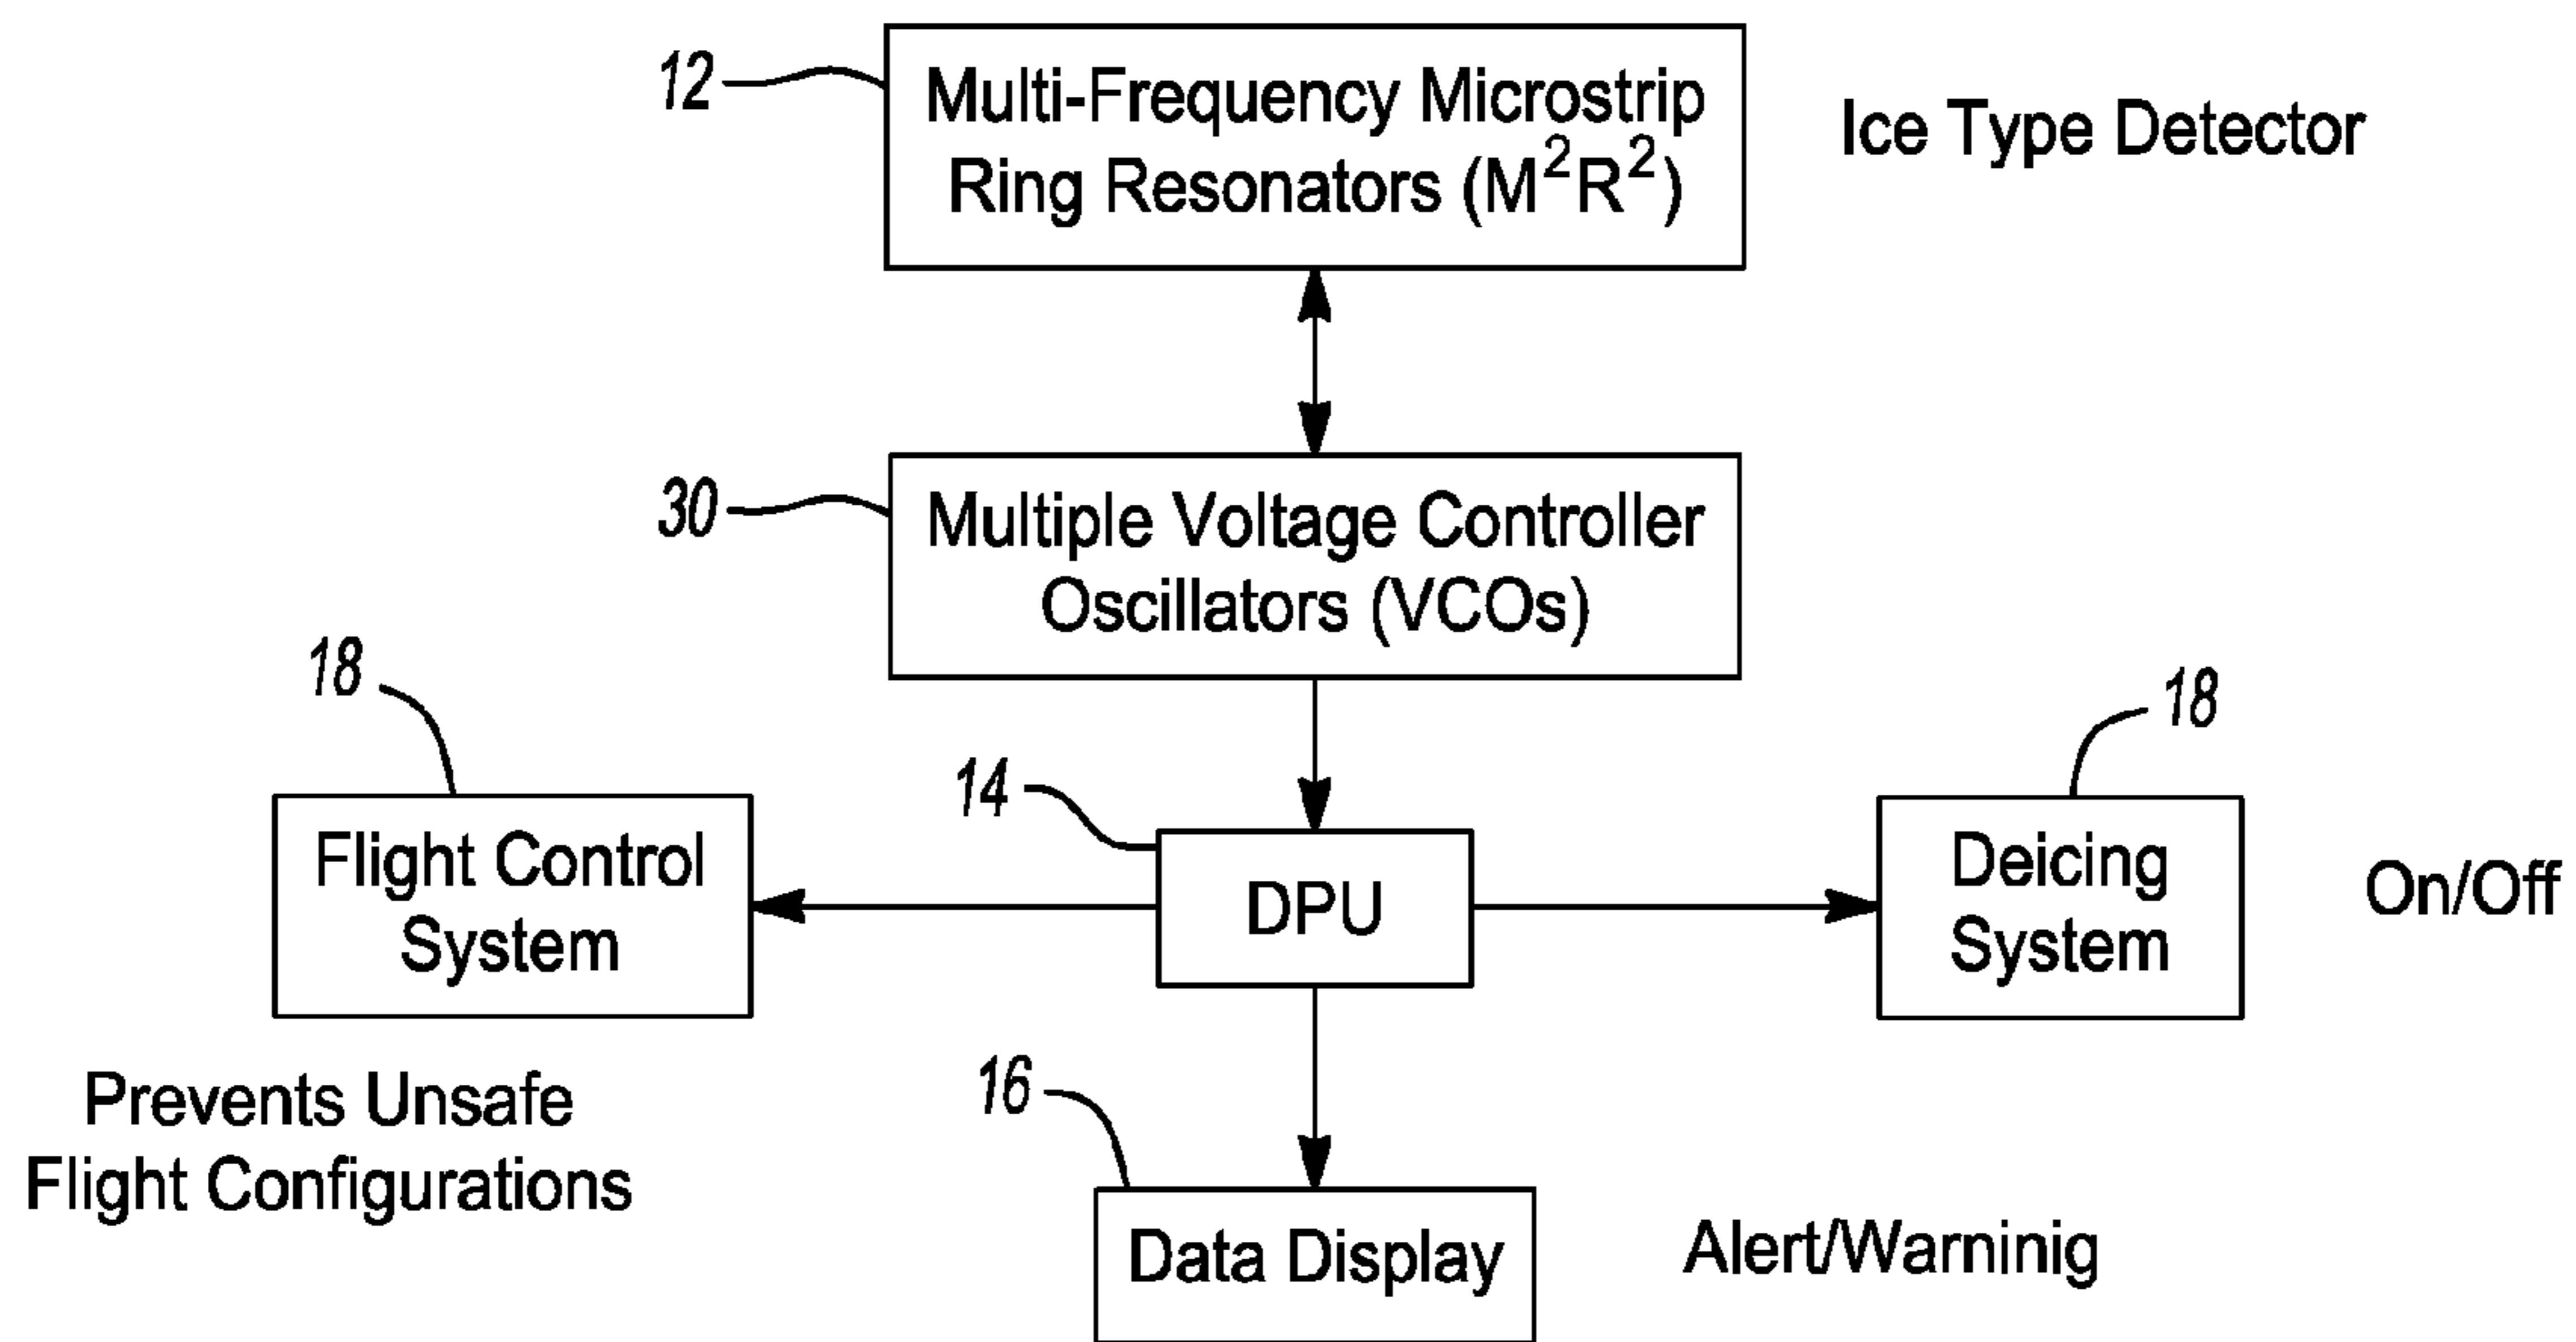 12
Multi-Frequency Microstrip
Ring Resonators (M²R²)
Ice Type Detector
30
Multiple Voltage Controller
Oscillators (VCOs)
18
Flight Control
System
Prevents Unsafe
Flight Configurations
14
DPU
18
Deicing
System
On/Off
16
Data Display
Alert/Warninig